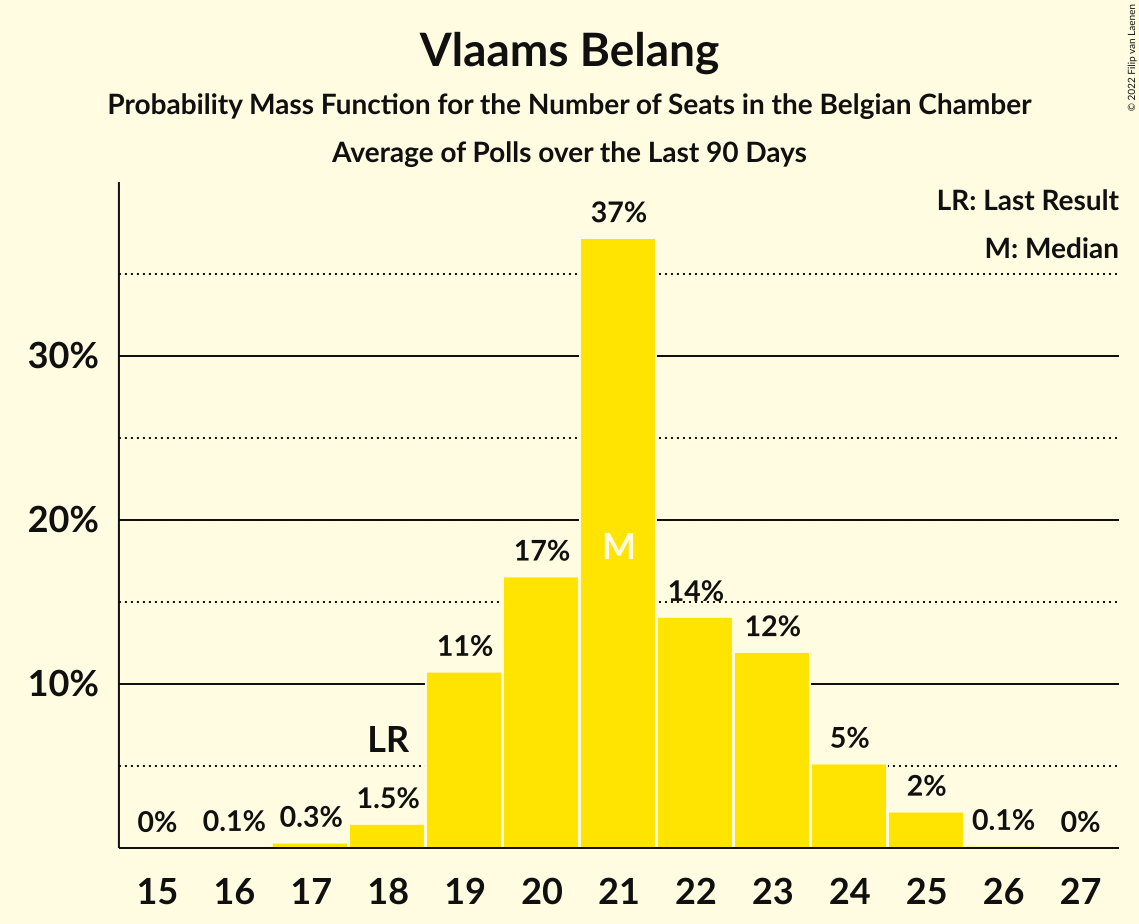 Vlaams Belang
Probability Mass Function for the Number of Seats in the Belgian Chamber
Average of Polls over the Last 90 Days
© 2022 Filip van Laenen
LR: Last Result
M: Median
37%
30%
20%
17%
M
14%
12%
11%
10%
LR
5%
2%
1.5%
0.3%
0.1%
0%
0.1%
0%
15 16 17 18 19 20 21 22 23 24 25 26 27